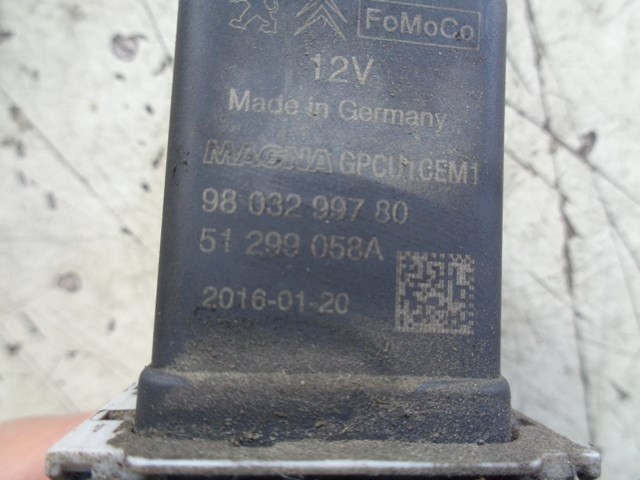 FoMoCo
12V
Made in Germany
MAGNA GPCU1CEM1
98 032 997 80
51 299 058A
2016-01-20